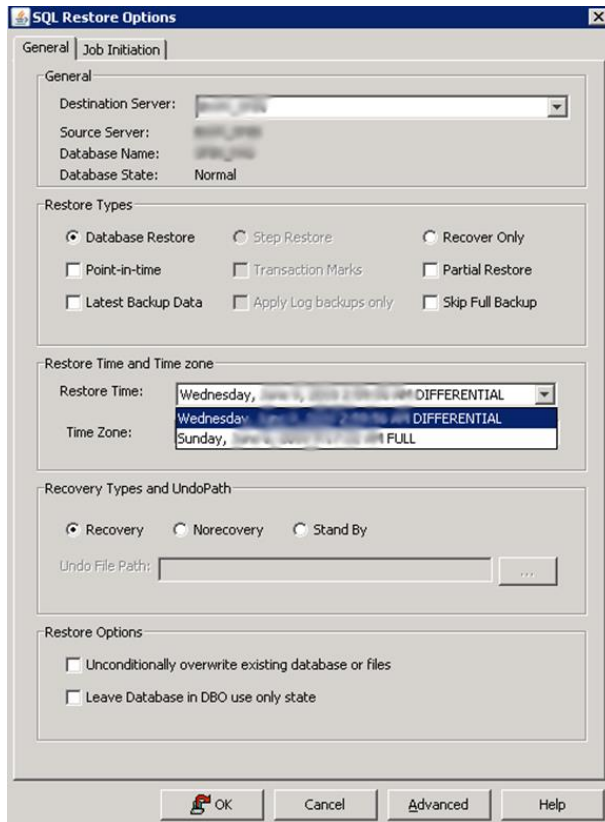 SQL Restore Options
General
Job Initiation
General
Destination Server:
Source Server:
Database Name:
Database State: Normal
Restore Types
Database Restore
Step Restore
Recover Only
Point-in-time
Transaction Marks
Partial Restore
Latest Backup Data
Apply Log backups only
Skip Full Backup
Restore Time and Time zone
Restore Time: Wednesday, DIFFERENTIAL
Wednesday DIFFERENTIAL
Time Zone:
Sunday, FULL
Recovery Types and UndoPath
Recovery
Norecovery
Stand By
Undo File Path:
...
Restore Options
Unconditionally overwrite existing database or files
Leave Database in DBO use only state
OK
Cancel
Advanced
Help